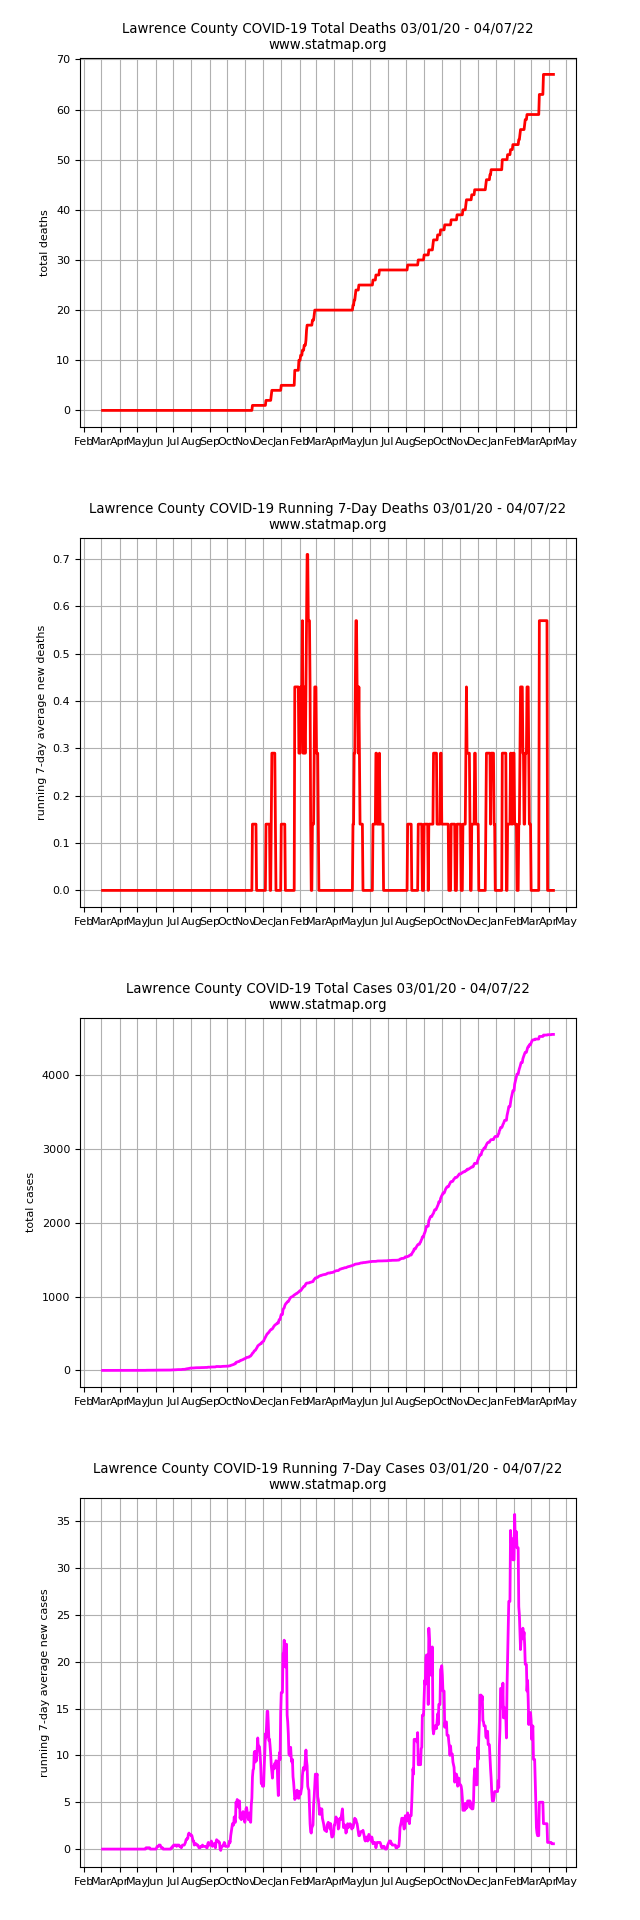 Lawrence County COVID-19 Total Deaths 03/01/20 - 04/07/22
www.statmap.org
70
60
50
40
30
20
10
0
total deaths
Feb Mar Apr May Jun Jul Aug Sep Oct Nov Dec Jan Feb Mar Apr May Jun Jul Aug Sep Oct Nov Dec Jan Feb Mar Apr May
Lawrence County COVID-19 Running 7-Day Deaths 03/01/20 - 04/07/22
www.statmap.org
0.7
0.6
0.5
0.4
0.3
0.2
0.1
0.0
running 7-day average new deaths
Feb Mar Apr May Jun Jul Aug Sep Oct Nov Dec Jan Feb Mar Apr May Jun Jul Aug Sep Oct Nov Dec Jan Feb Mar Apr May
Lawrence County COVID-19 Total Cases 03/01/20 - 04/07/22
www.statmap.org
4000
3000
2000
1000
0
total cases
Feb Mar Apr May Jun Jul Aug Sep Oct Nov Dec Jan Feb Mar Apr May Jun Jul Aug Sep Oct Nov Dec Jan Feb Mar Apr May
Lawrence County COVID-19 Running 7-Day Cases 03/01/20 - 04/07/22
www.statmap.org
35
30
25
20
15
10
5
0
running 7-day average new cases
Feb Mar Apr May Jun Jul Aug Sep Oct Nov Dec Jan Feb Mar Apr May Jun Jul Aug Sep Oct Nov Dec Jan Feb Mar Apr May